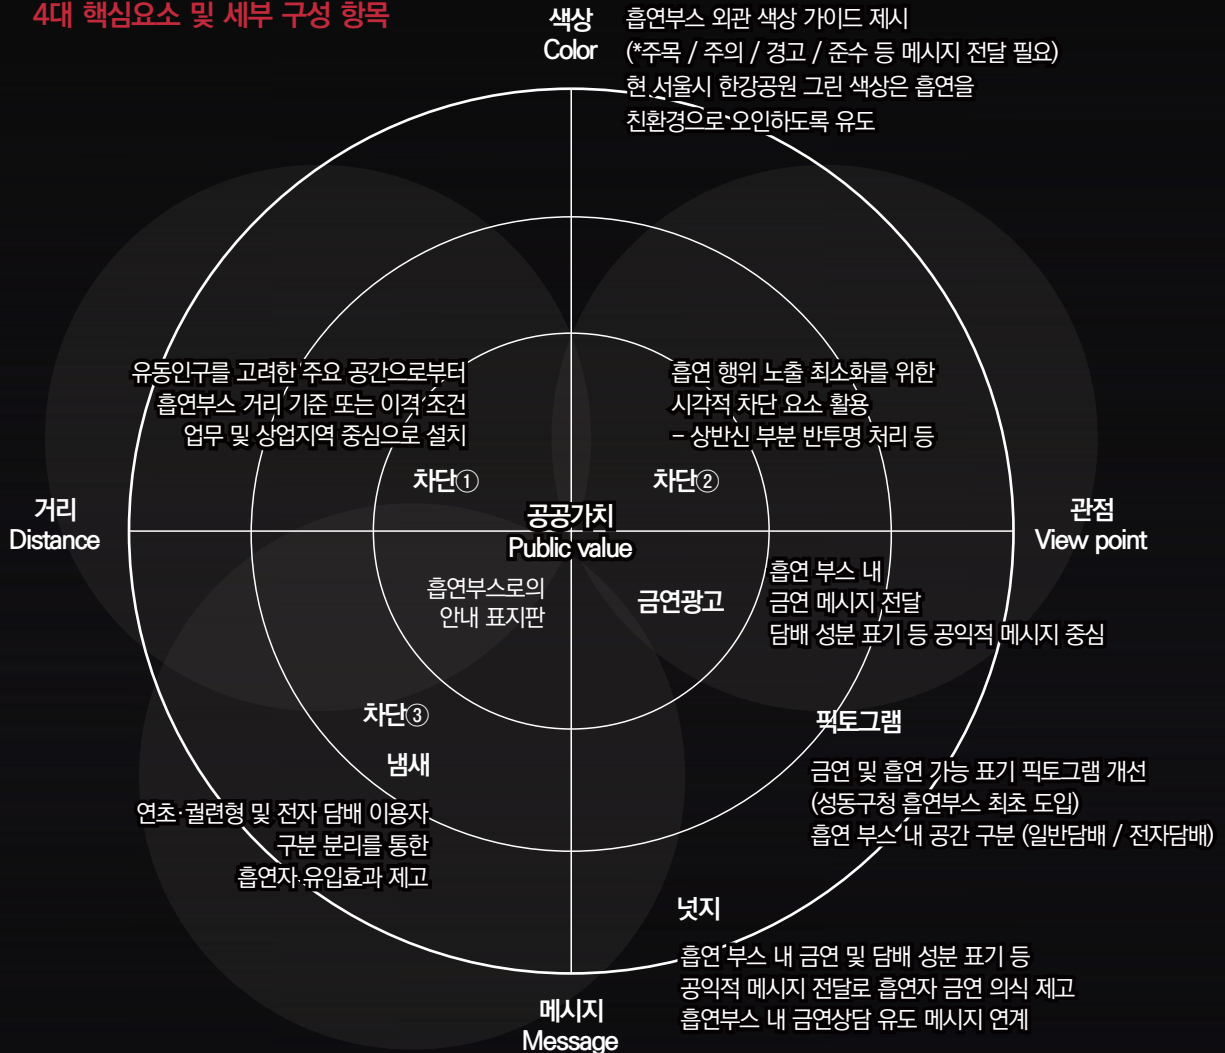 4대 핵심요소 및 세부 구성 항목
색상
Color
흡연부스 외관 색상 가이드 제시
(*주목 / 주의 / 경고 / 준수 등 메시지 전달 필요)
현 서울시 한강공원 그린 색상은 흡연을
친환경으로 오인하도록 유도
유동인구를 고려한 주요 공간으로부터
흡연부스 거리 기준 또는 이격 조건
업무 및 상업지역 중심으로 설치
차단①
흡연 행위 노출 최소화를 위한
시각적 차단 요소 활용
– 상반신 부분 반투명 처리 등
차단②
거리
Distance
공공가치
Public value
관점
View point
흡연부스로의
안내 표지판
금연광고
흡연 부스 내
금연 메시지 전달
담배 성분 표기 등 공익적 메시지 중심
차단③
냄새
연초·궐련형 및 전자 담배 이용자
구분 분리를 통한
흡연자 유입효과 제고
픽토그램
금연 및 흡연 가능 표기 픽토그램 개선
(성동구청 흡연부스 최초 도입)
흡연 부스 내 공간 구분 (일반담배 / 전자담배)
넛지
흡연 부스 내 금연 및 담배 성분 표기 등
공익적 메시지 전달로 흡연자 금연 의식 제고
흡연부스 내 금연상담 유도 메시지 연계
메시지
Message